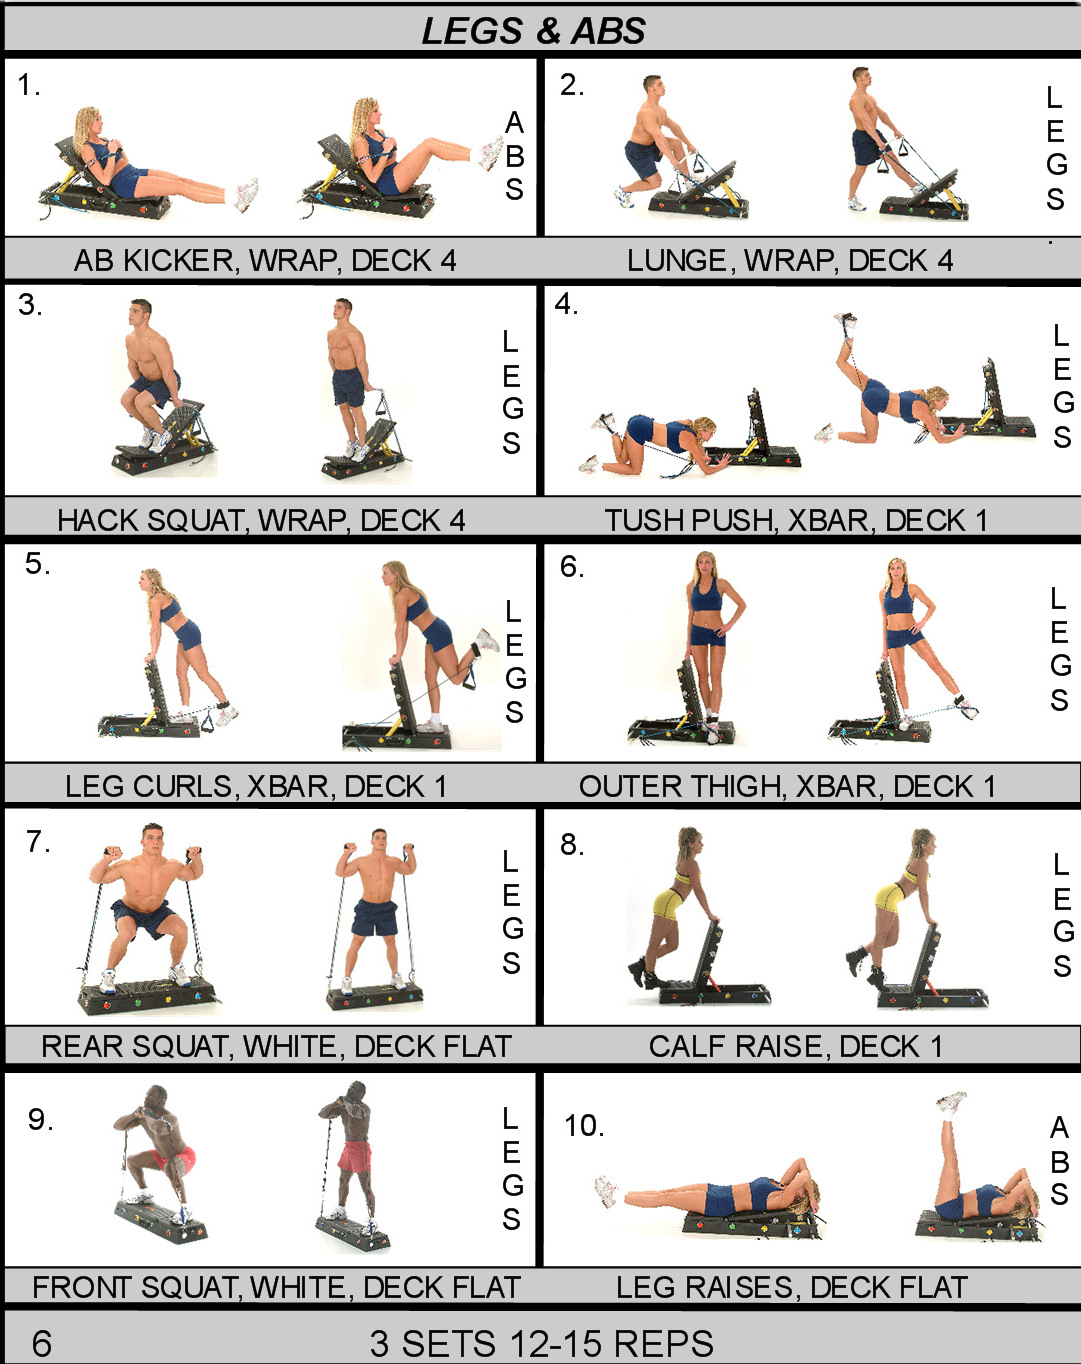 LEGS & ABS
1.
ABS
AB KICKER, WRAP, DECK 4
2.
LEGS
LUNGE, WRAP, DECK 4
3.
LEGS
HACK SQUAT, WRAP, DECK 4
4.
LEGS
TUSH PUSH, XBAR, DECK 1
5.
LEGS
LEG CURLS, XBAR, DECK 1
6.
LEGS
OUTER THIGH, XBAR, DECK 1
7.
LEGS
REAR SQUAT, WHITE, DECK FLAT
8.
LEGS
CALF RAISE, DECK 1
9.
LEGS
FRONT SQUAT, WHITE, DECK FLAT
10.
ABS
LEG RAISES, DECK FLAT
6
3 SETS 12-15 REPS